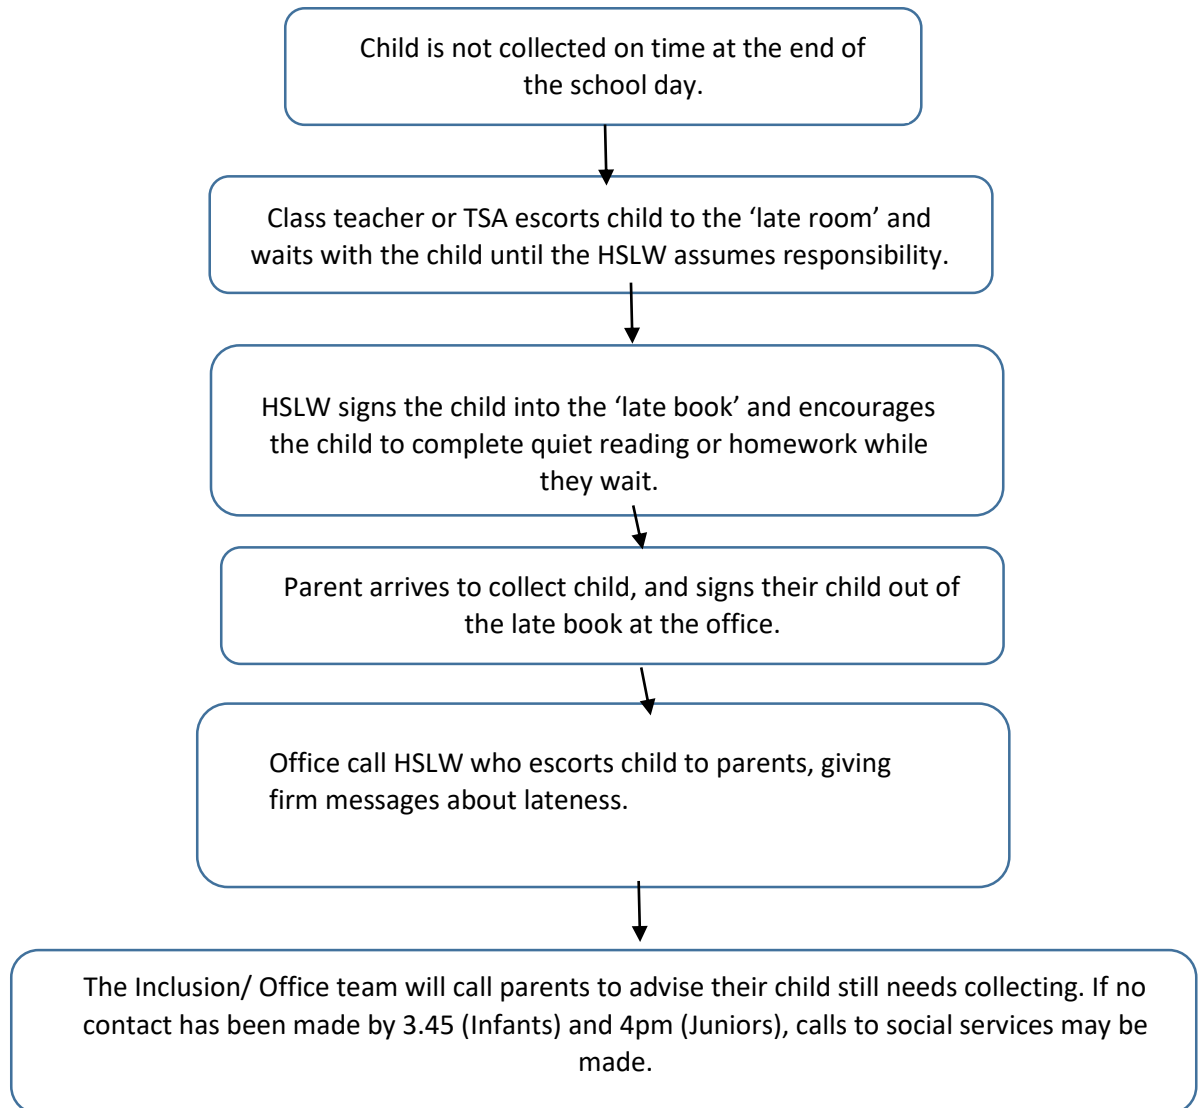 Child is not collected on time at the end of
the school day.
Class teacher or TSA escorts child to the ‘late room’ and
waits with the child until the HSLW assumes responsibility.
HSLW signs the child into the ‘late book’ and encourages
the child to complete quiet reading or homework while
they wait.
Parent arrives to collect child, and signs their child out of
the late book at the office.
Office call HSLW who escorts child to parents, giving
firm messages about lateness.
The Inclusion/ Office team will call parents to advise their child still needs collecting. If no
contact has been made by 3.45 (Infants) and 4pm (Juniors), calls to social services may be
made.